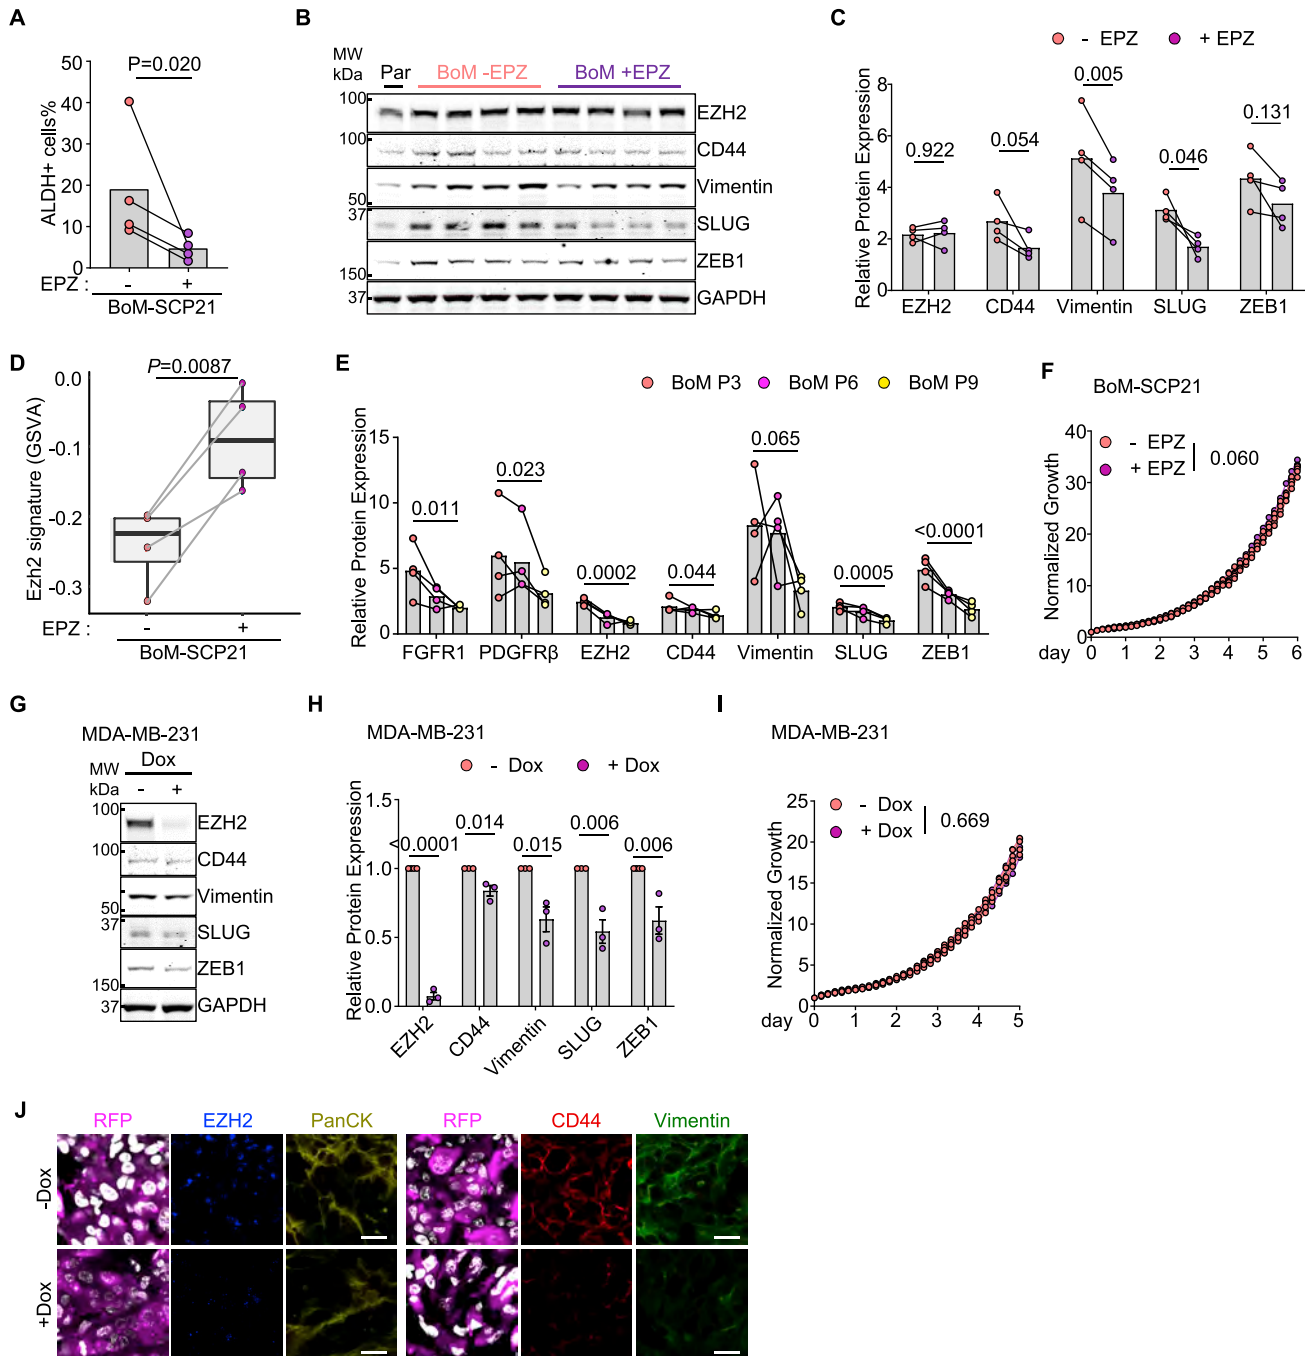 A
P=0.020
ALDH+ cells%
50
40
30
20
10
0
EPZ : - +
BoM-SCP21
B
MW
kDa
Par BoM -EPZ BoM +EPZ
100 EZH2
CD44
Vimentin
50
37 SLUG
ZEB1
150
37 GAPDH
C
- EPZ + EPZ
Relative Protein Expression
8
6
4
2
0
0.922 0.054 0.005 0.046 0.131
EZH2 CD44 Vimentin SLUG ZEB1
D
P=0.0087
Ezh2 signature (GSVA)
0.0
-0.1
-0.2
-0.3
EPZ : - +
BoM-SCP21
E
BoM P3 BoM P6 BoM P9
Relative Protein Expression
15
10
5
0
0.011 0.023 0.0002 0.044 0.065 0.0005 <0.0001
FGFR1 PDGFRβ EZH2 CD44 Vimentin SLUG ZEB1
F
BoM-SCP21
- EPZ
+ EPZ
0.060
Normalized Growth
40
30
20
10
0
day 0 1 2 3 4 5 6
G
MDA-MB-231
Dox
MW
kDa
- +
100 EZH2
100 CD44
Vimentin
50
37 SLUG
ZEB1
150
37 GAPDH
H
MDA-MB-231
- Dox + Dox
Relative Protein Expression
1.5
1.0
0.5
0.0
<0.0001 0.014 0.015 0.006 0.006
EZH2 CD44 Vimentin SLUG ZEB1
I
MDA-MB-231
- Dox
+ Dox
0.669
Normalized Growth
25
20
15
10
5
0
day 0 1 2 3 4 5
J
RFP EZH2 PanCK RFP CD44 Vimentin
-Dox
+Dox